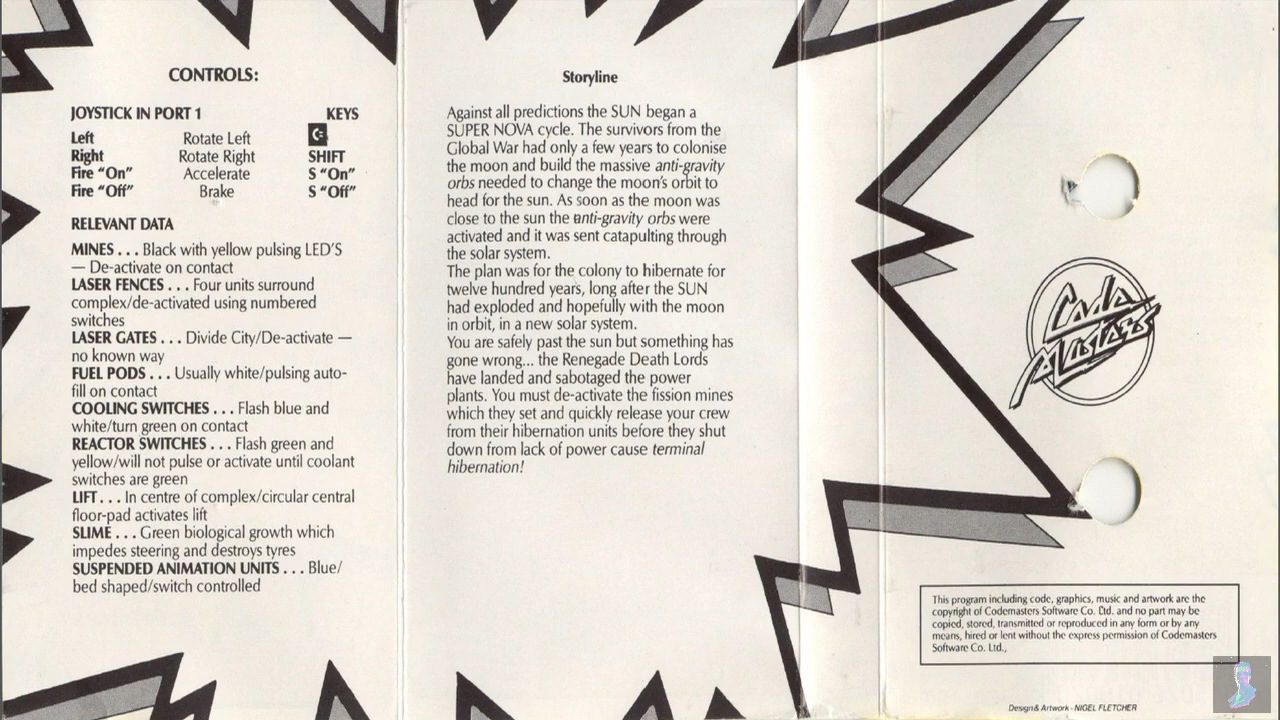 CONTROLS:
JOYSTICK IN PORT 1 KEYS
Left Rotate Left C=
Right Rotate Right SHIFT
Fire “On” Accelerate S “On”
Fire “Off” Brake S “Off”
RELEVANT DATA
MINES . . . Black with yellow pulsing LED'S
— De-activate on contact
LASER FENCES . . . Four units surround
complex/de-activated using numbered
switches
LASER GATES . . . Divide City/De-activate —
no known way
FUEL PODS . . . Usually white/pulsing auto-
fill on contact
COOLING SWITCHES . . . Flash blue and
white/turn green on contact
REACTOR SWITCHES . . . Flash green and
yellow/will not pulse or activate until coolant
switches are green
LIFT . . . In centre of complex/circular central
floor-pad activates lift
SLIME . . . Green biological growth which
impedes steering and destroys tyres
SUSPENDED ANIMATION UNITS . . . Blue/
bed shaped/switch controlled
Storyline
Against all predictions the SUN began a
SUPER NOVA cycle. The survivors from the
Global War had only a few years to colonise
the moon and build the massive anti-gravity
orbs needed to change the moon's orbit to
head for the sun. As soon as the moon was
close to the sun the anti-gravity orbs were
activated and it was sent catapulting through
the solar system.
The plan was for the colony to hibernate for
twelve hundred years, long after the SUN
had exploded and hopefully with the moon
in orbit, in a new solar system.
You are safely past the sun but something has
gone wrong... the Renegade Death Lords
have landed and sabotaged the power
plants. You must de-activate the fission mines
which they set and quickly release your crew
from their hibernation units before they shut
down from lack of power cause terminal
hibernation!
Code
Masters
This program including code, graphics, music and artwork are the
copyright of Codemasters Software Co. Ltd. and no part may be
copied, stored, transmitted or reproduced in any form or by any
means, hired or lent without the express permission of Codemasters
Software Co. Ltd.,
Design & Artwork - NIGEL FLETCHER